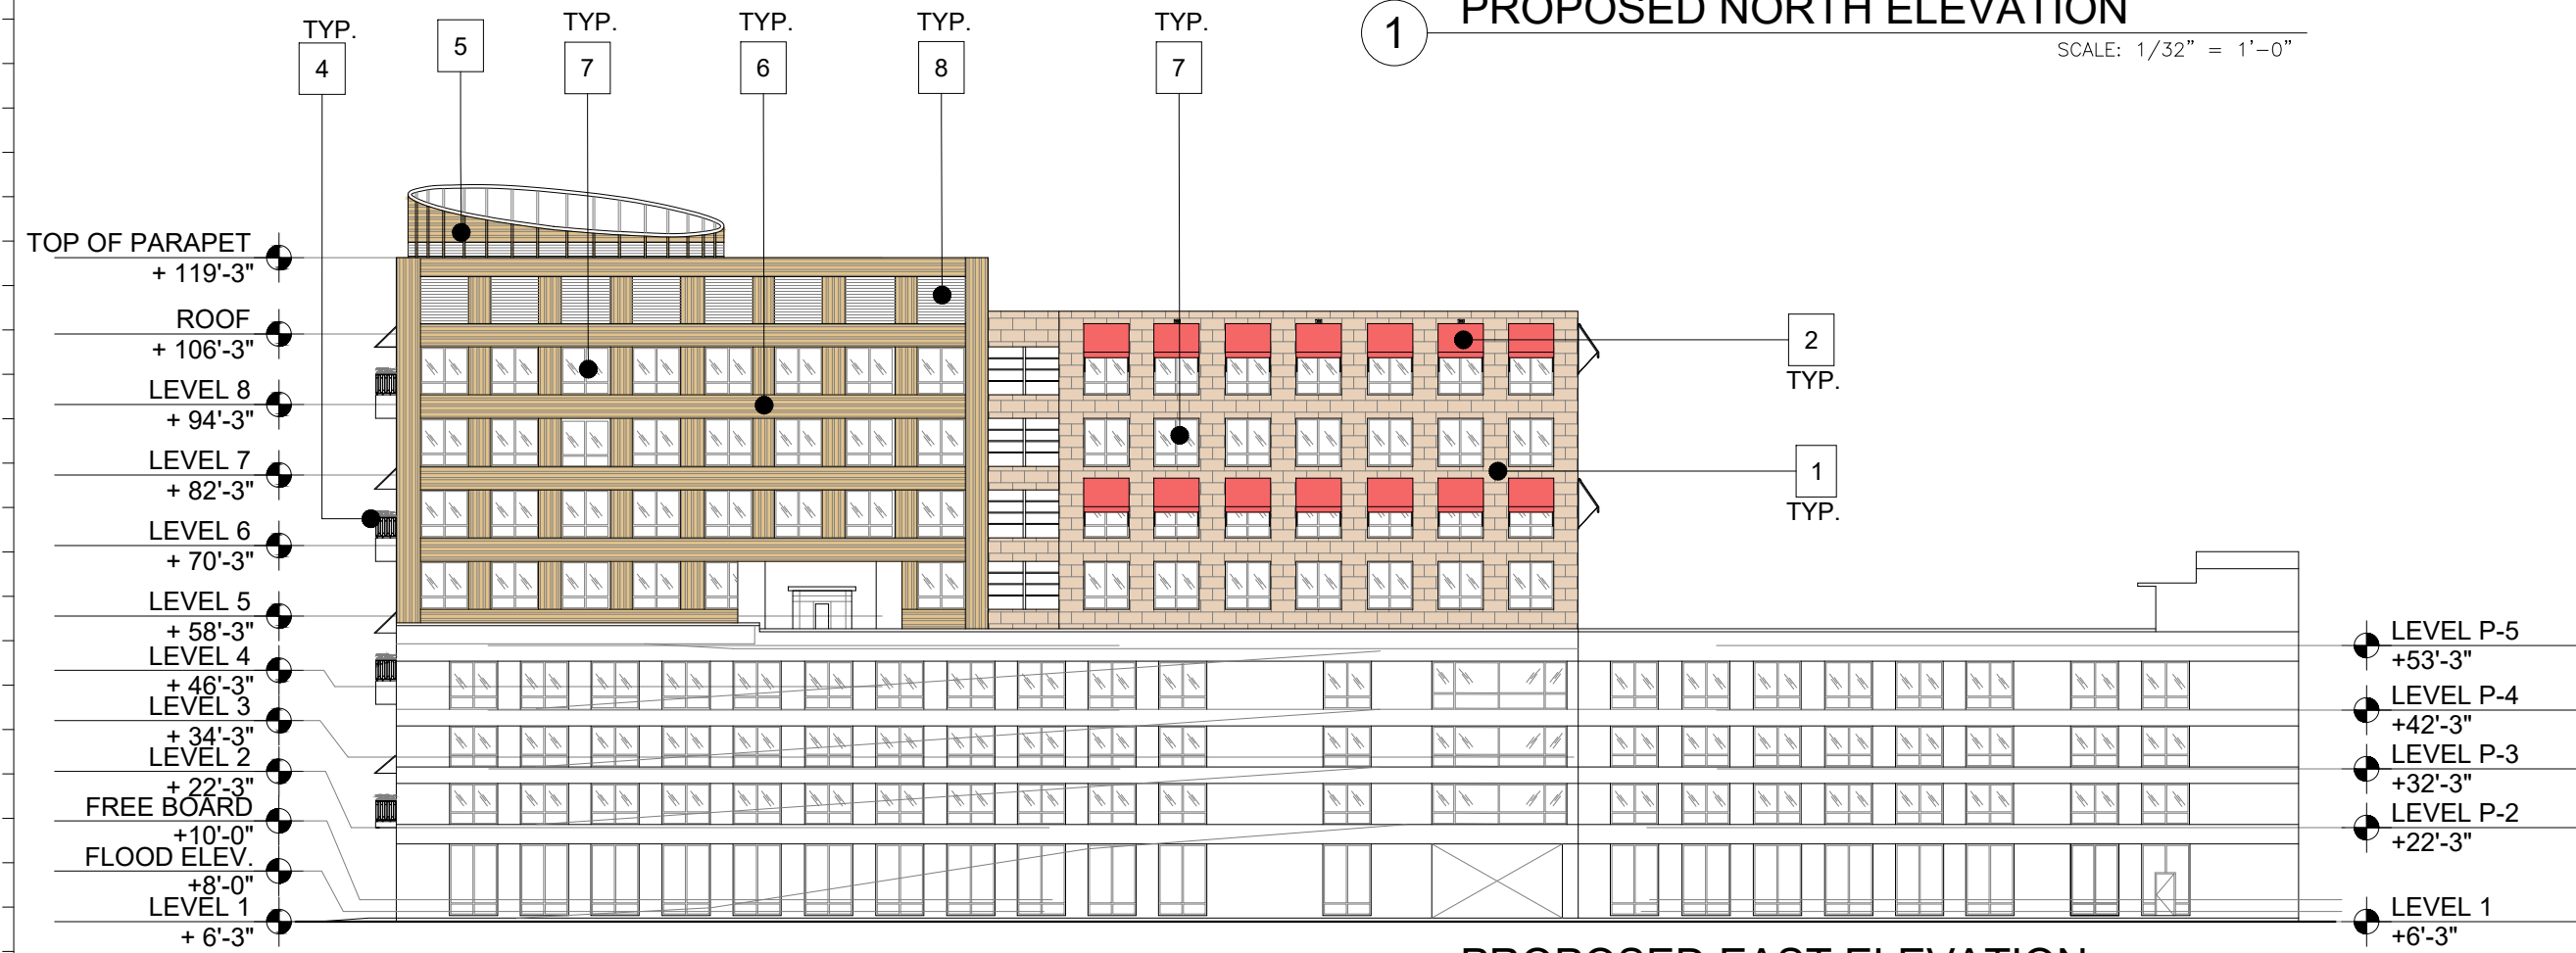 1
PROPOSED NORTH ELEVATION
SCALE: 1/32" = 1'-0"
TYP.
4
5
TYP.
7
TYP.
6
TYP.
8
TYP.
7
2
TYP.
1
TYP.
TOP OF PARAPET
+ 119'-3"
ROOF
+ 106'-3"
LEVEL 8
+ 94'-3"
LEVEL 7
+ 82'-3"
LEVEL 6
+ 70'-3"
LEVEL 5
+ 58'-3"
LEVEL 4
+ 46'-3"
LEVEL 3
+ 34'-3"
LEVEL 2
+ 22'-3"
FREE BOARD
+10'-0"
FLOOD ELEV.
+8'-0"
LEVEL 1
+ 6'-3"
LEVEL P-5
+53'-3"
LEVEL P-4
+42'-3"
LEVEL P-3
+32'-3"
LEVEL P-2
+22'-3"
LEVEL 1
+6'-3"
PROPOSED EAST ELEVATION